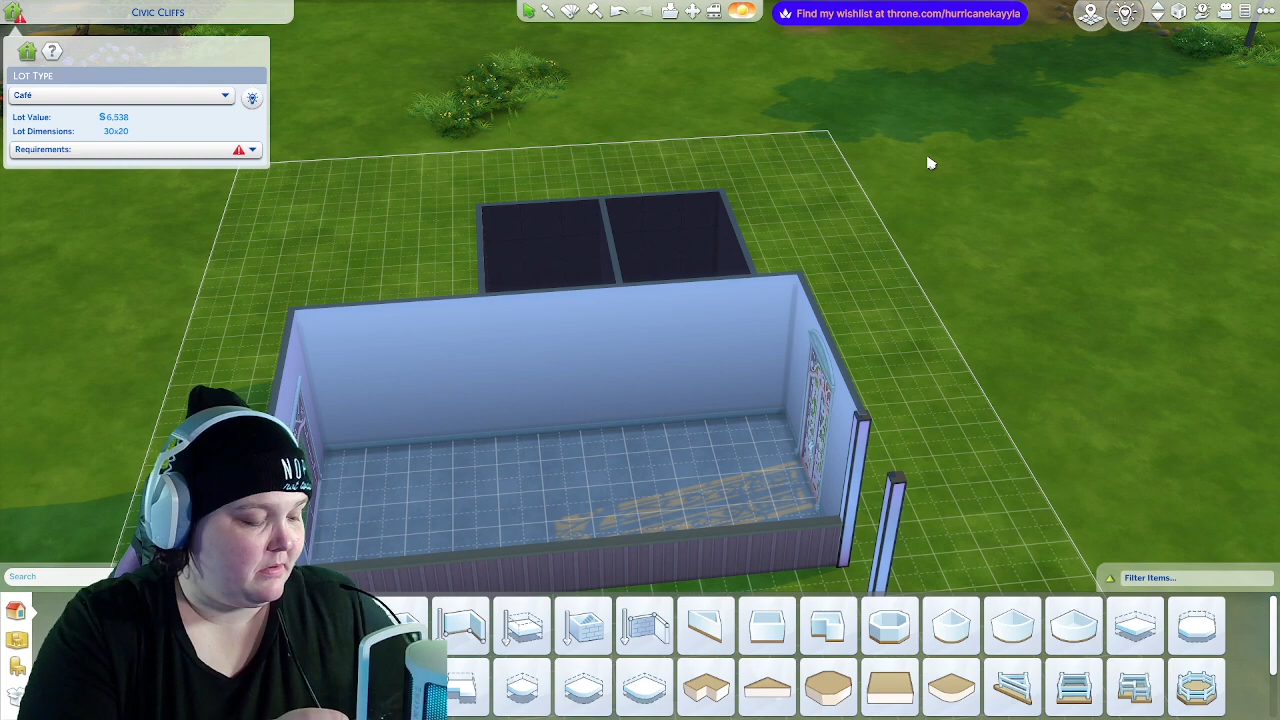 CIVIC CLIFFS
Find my wishlist at throne.com/hurricanekayyla
LOT TYPE
Café
Lot Value: §6,538
Lot Dimensions: 30x20
Requirements:
Search
Filter Items...